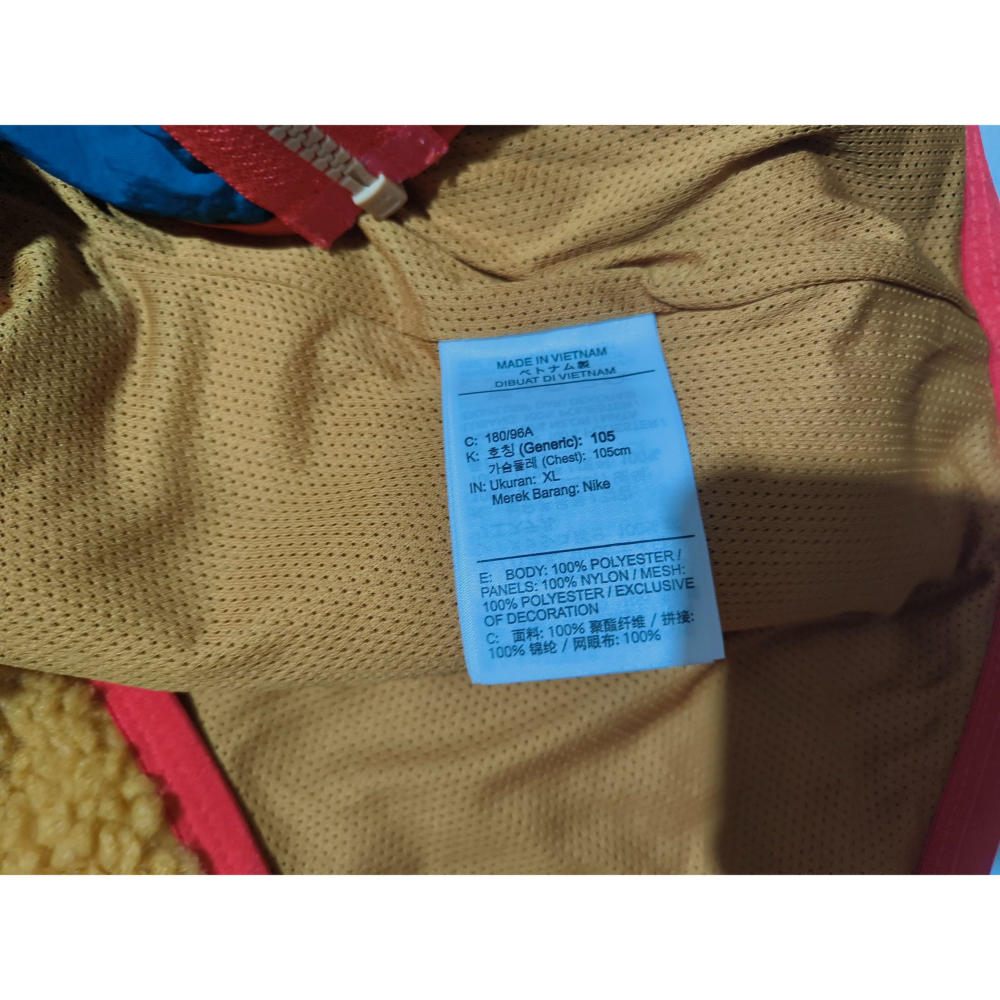 MADE IN VIETNAM
ベトナム製
DIBUAT DI VIETNAM
C: 180/96A
K: 호칭 (Generic): 105
가슴둘레 (Chest): 105cm
IN: Ukuran: XL
Merek Barang: Nike
E: BODY: 100% POLYESTER /
PANELS: 100% NYLON / MESH:
100% POLYESTER / EXCLUSIVE
OF DECORATION
C: 面料: 100% 聚酯纤维 / 拼接:
100% 锦纶 / 网眼布: 100%